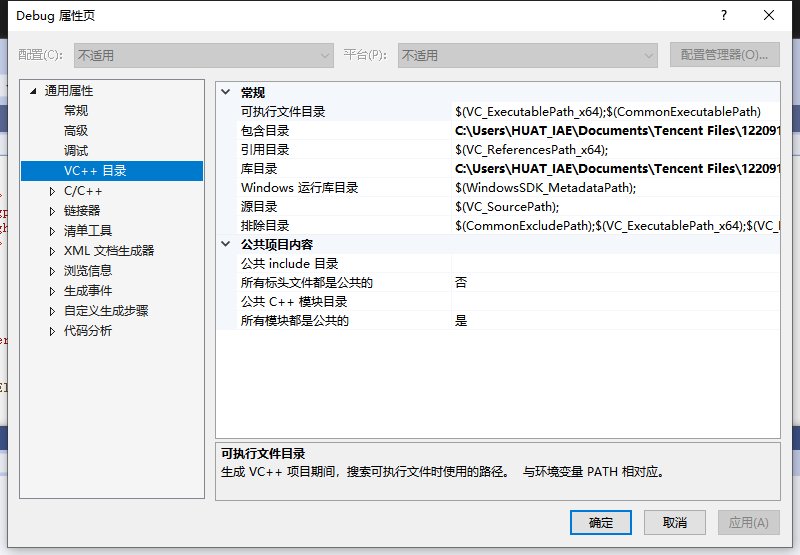 Debug 属性页
?
配置(C):
不适用
平台(P):
不适用
配置管理器(O)...
通用属性
常规
高级
调试
VC++ 目录
C/C++
链接器
清单工具
XML 文档生成器
浏览信息
生成事件
自定义生成步骤
代码分析
常规
可执行文件目录 $(VC_ExecutablePath_x64);$(CommonExecutablePath)
包含目录 C:\Users\HUAT_IAE\Documents\Tencent Files\122091
引用目录 $(VC_ReferencesPath_x64);
库目录 C:\Users\HUAT_IAE\Documents\Tencent Files\122091
Windows 运行库目录 $(WindowsSDK_MetadataPath);
源目录 $(VC_SourcePath);
排除目录 $(CommonExcludePath);$(VC_ExecutablePath_x64);$(VC_
公共项目内容
公共 include 目录
所有标头文件都是公共的 否
公共 C++ 模块目录
所有模块都是公共的 是
可执行文件目录
生成 VC++ 项目期间，搜索可执行文件时使用的路径。 与环境变量 PATH 相对应。
确定
取消
应用(A)